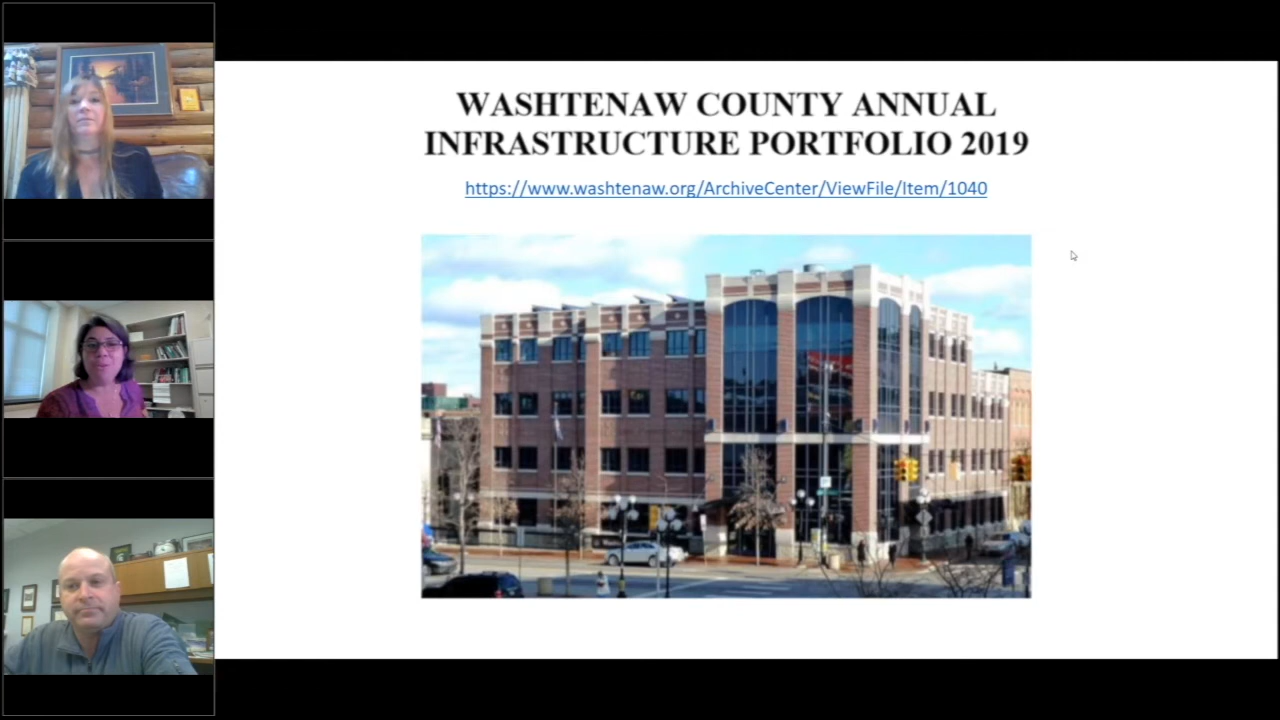 WASHTENAW COUNTY ANNUAL
INFRASTRUCTURE PORTFOLIO 2019
https://www.washtenaw.org/ArchiveCenter/ViewFile/Item/1040